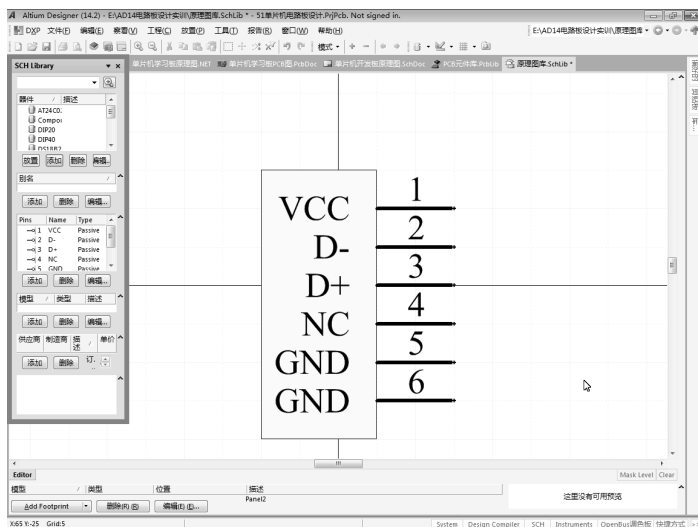 Altium Designer (14.2) - E:\AD14电路板设计实训\原理图库.SchLib * - 51单片机电路板设计.PrjPcb. Not signed in.
DXP 文件(F) 编辑(E) 察看(V) 工程(C) 放置(P) 工具(T) 报告(R) 窗口(W) 帮助(H) E:\AD14电路板设计实训\原理图库.
模式
SCH Library
单片机学习板原理图.NET 单片机学习板PCB图.PcbDoc 单片机开发板原理图.SchDoc PCB元件库.PcbLib 原理图库.SchLib *
器件 / 描述
AT24C0.
Compo
DIP20
DIP40
DS18B2
放置 添加 删除 编辑..
别名 /
添加 删除 编辑...
Pins Name Type
1 VCC Passive
2 D- Passive
3 D+ Passive
4 NC Passive
5 GND Passive
添加 删除 编辑...
模型 / 类型 描述
添加 删除 编辑...
供应商 制造商 描述 / 单价
添加 删除 订.
VCC 1
D- 2
D+ 3
NC 4
GND 5
GND 6
Editor Mask Level Clear
模型 / 类型 位置 描述
Panel2
Add Footprint 删除(R) (R) 编辑(E) (E)... 这里没有可用预览
X:65 Y:-25 Grid:5 System Design Compiler SCH Instruments OpenBus调色板 快捷方式